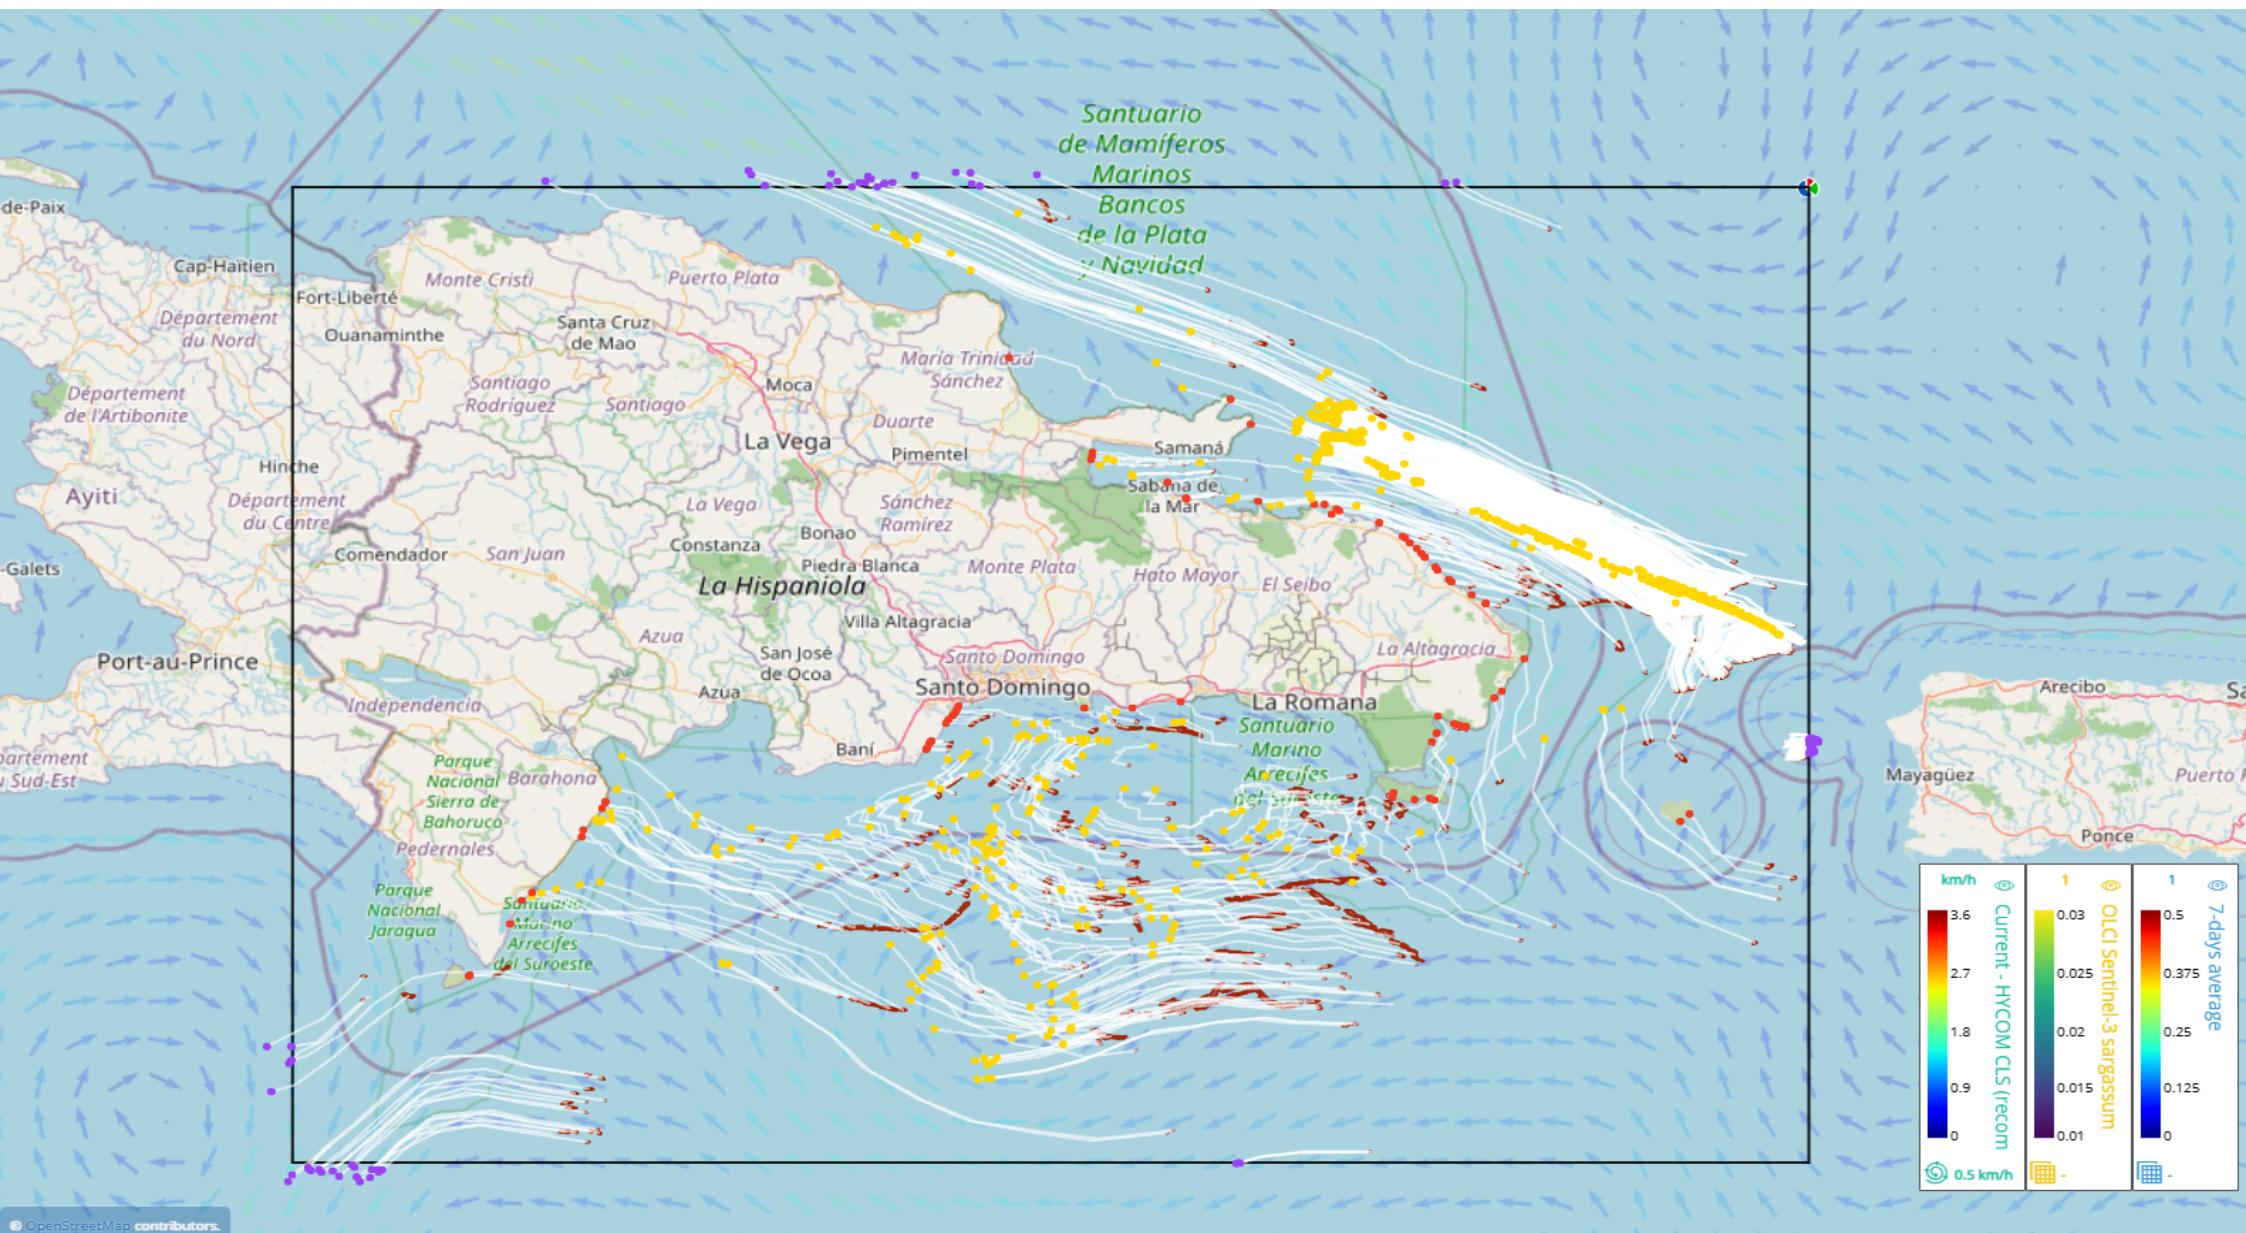 Santuario
de Mamíferos
Marinos
Bancos
de la Plata
y Navidad
de-Paix
Cap-Haïtien
Fort-Liberté
Monte Cristi
Puerto Plata
Département
du Nord
Ouanaminthe
Santa Cruz
de Mao
María Trinidad
Sánchez
Département
de l'Artibonite
Santiago
Rodríguez
Santiago
Moca
Duarte
La Vega
Pimentel
Samaná
Hinche
Ayiti
Département
du Centre
La Vega
Sánchez
Ramírez
Sabana de
la Mar
Comendador
San Juan
Constanza
Bonao
Piedra Blanca
Monte Plata
Hato Mayor
El Seibo
-Galets
La Hispaniola
Villa Altagracia
Azua
San José
de Ocoa
Santo Domingo
La Altagracia
Port-au-Prince
Independencia
Azua
Santo Domingo
La Romana
Arecibo
Sa
Baní
Santuario
Marino
Arrecifes
del Sureste
partement
u Sud-Est
Parque
Nacional
Sierra de
Bahoruco
Barahona
Mayagüez
Puerto R
Pedernales
Ponce
Parque
Nacional
Jaragua
Santuario
Marino
Arrecifes
del Suroeste
km/h
3.6
2.7
1.8
0.9
0
Current - HYCOM CLS (recom
0.5 km/h
1
0.03
0.025
0.02
0.015
0.01
OLCI Sentinel-3 sargassum
-
1
0.5
0.375
0.25
0.125
0
7-days average
-
© OpenStreetMap contributors.